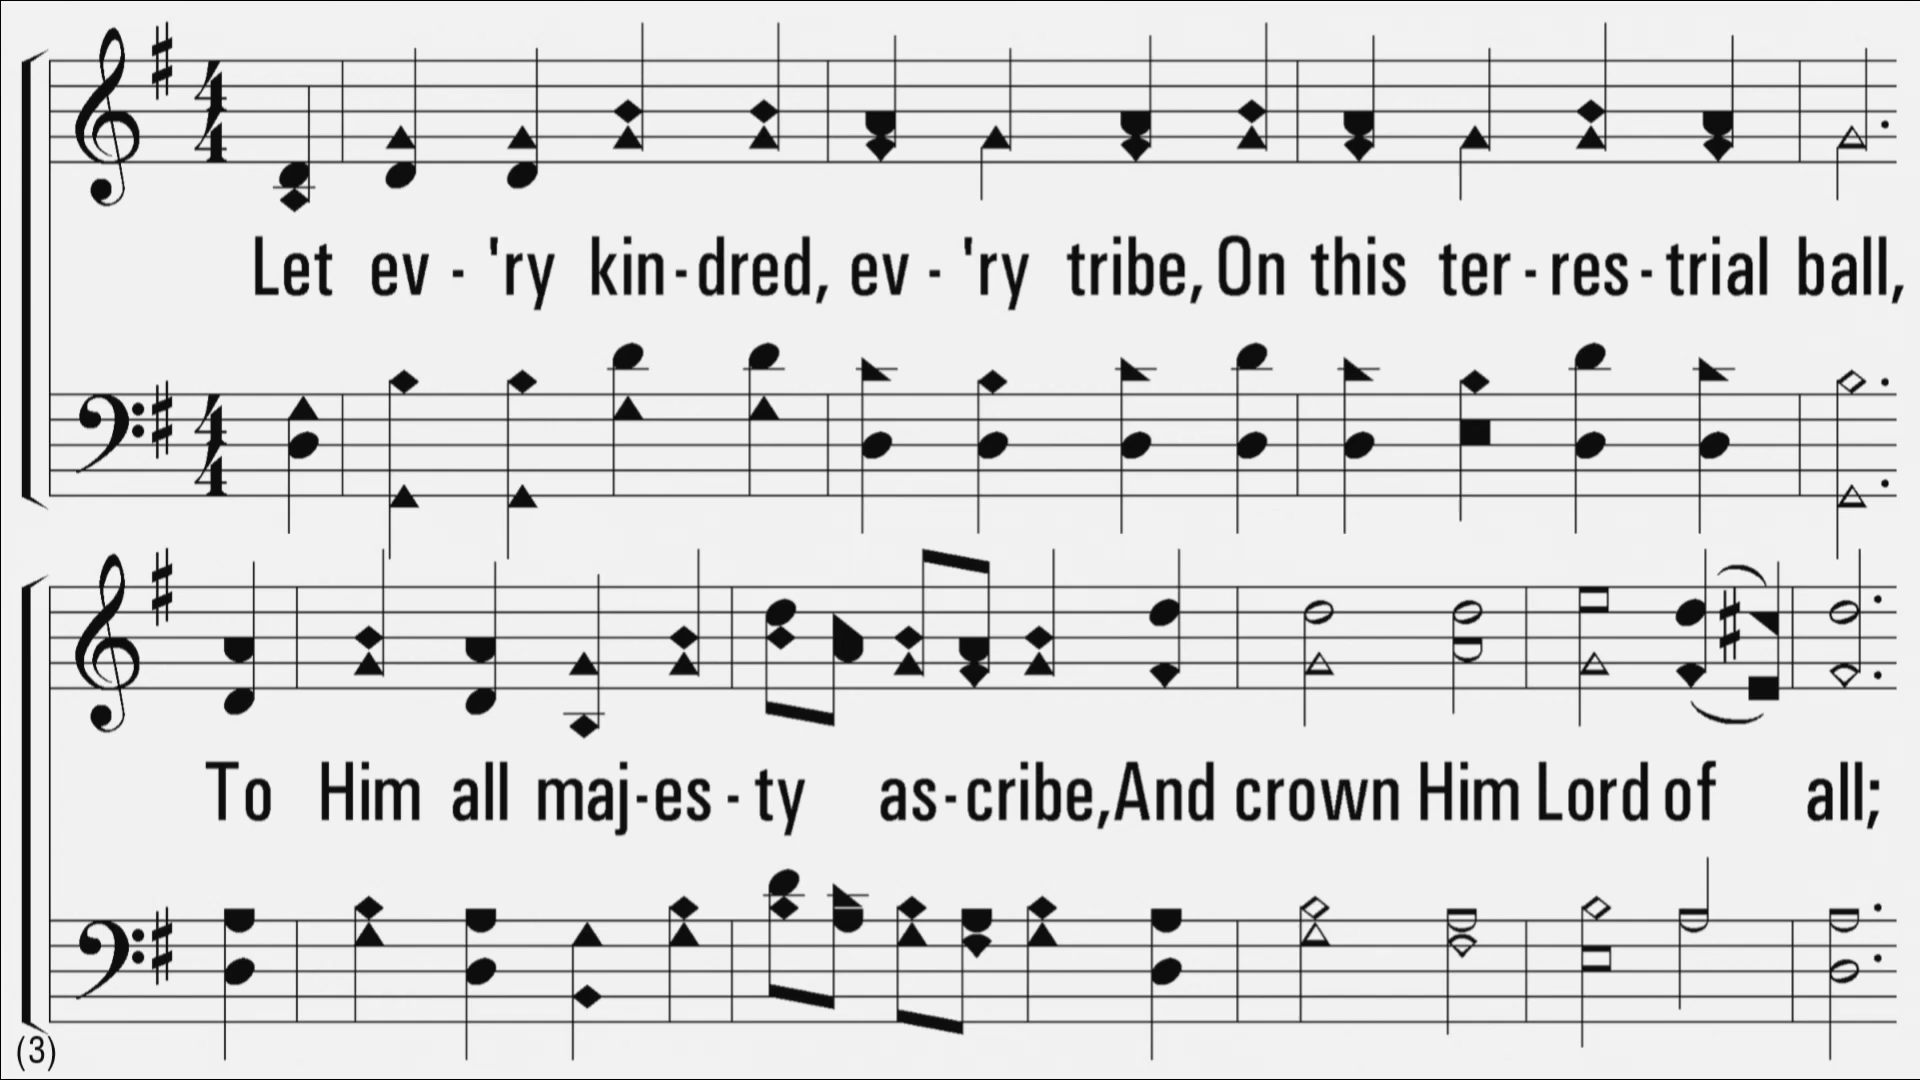 Let ev - 'ry kin - dred, ev - 'ry tribe, On this ter - res - trial ball,
To Him all maj - es - ty as - cribe, And crown Him Lord of all;
(3)